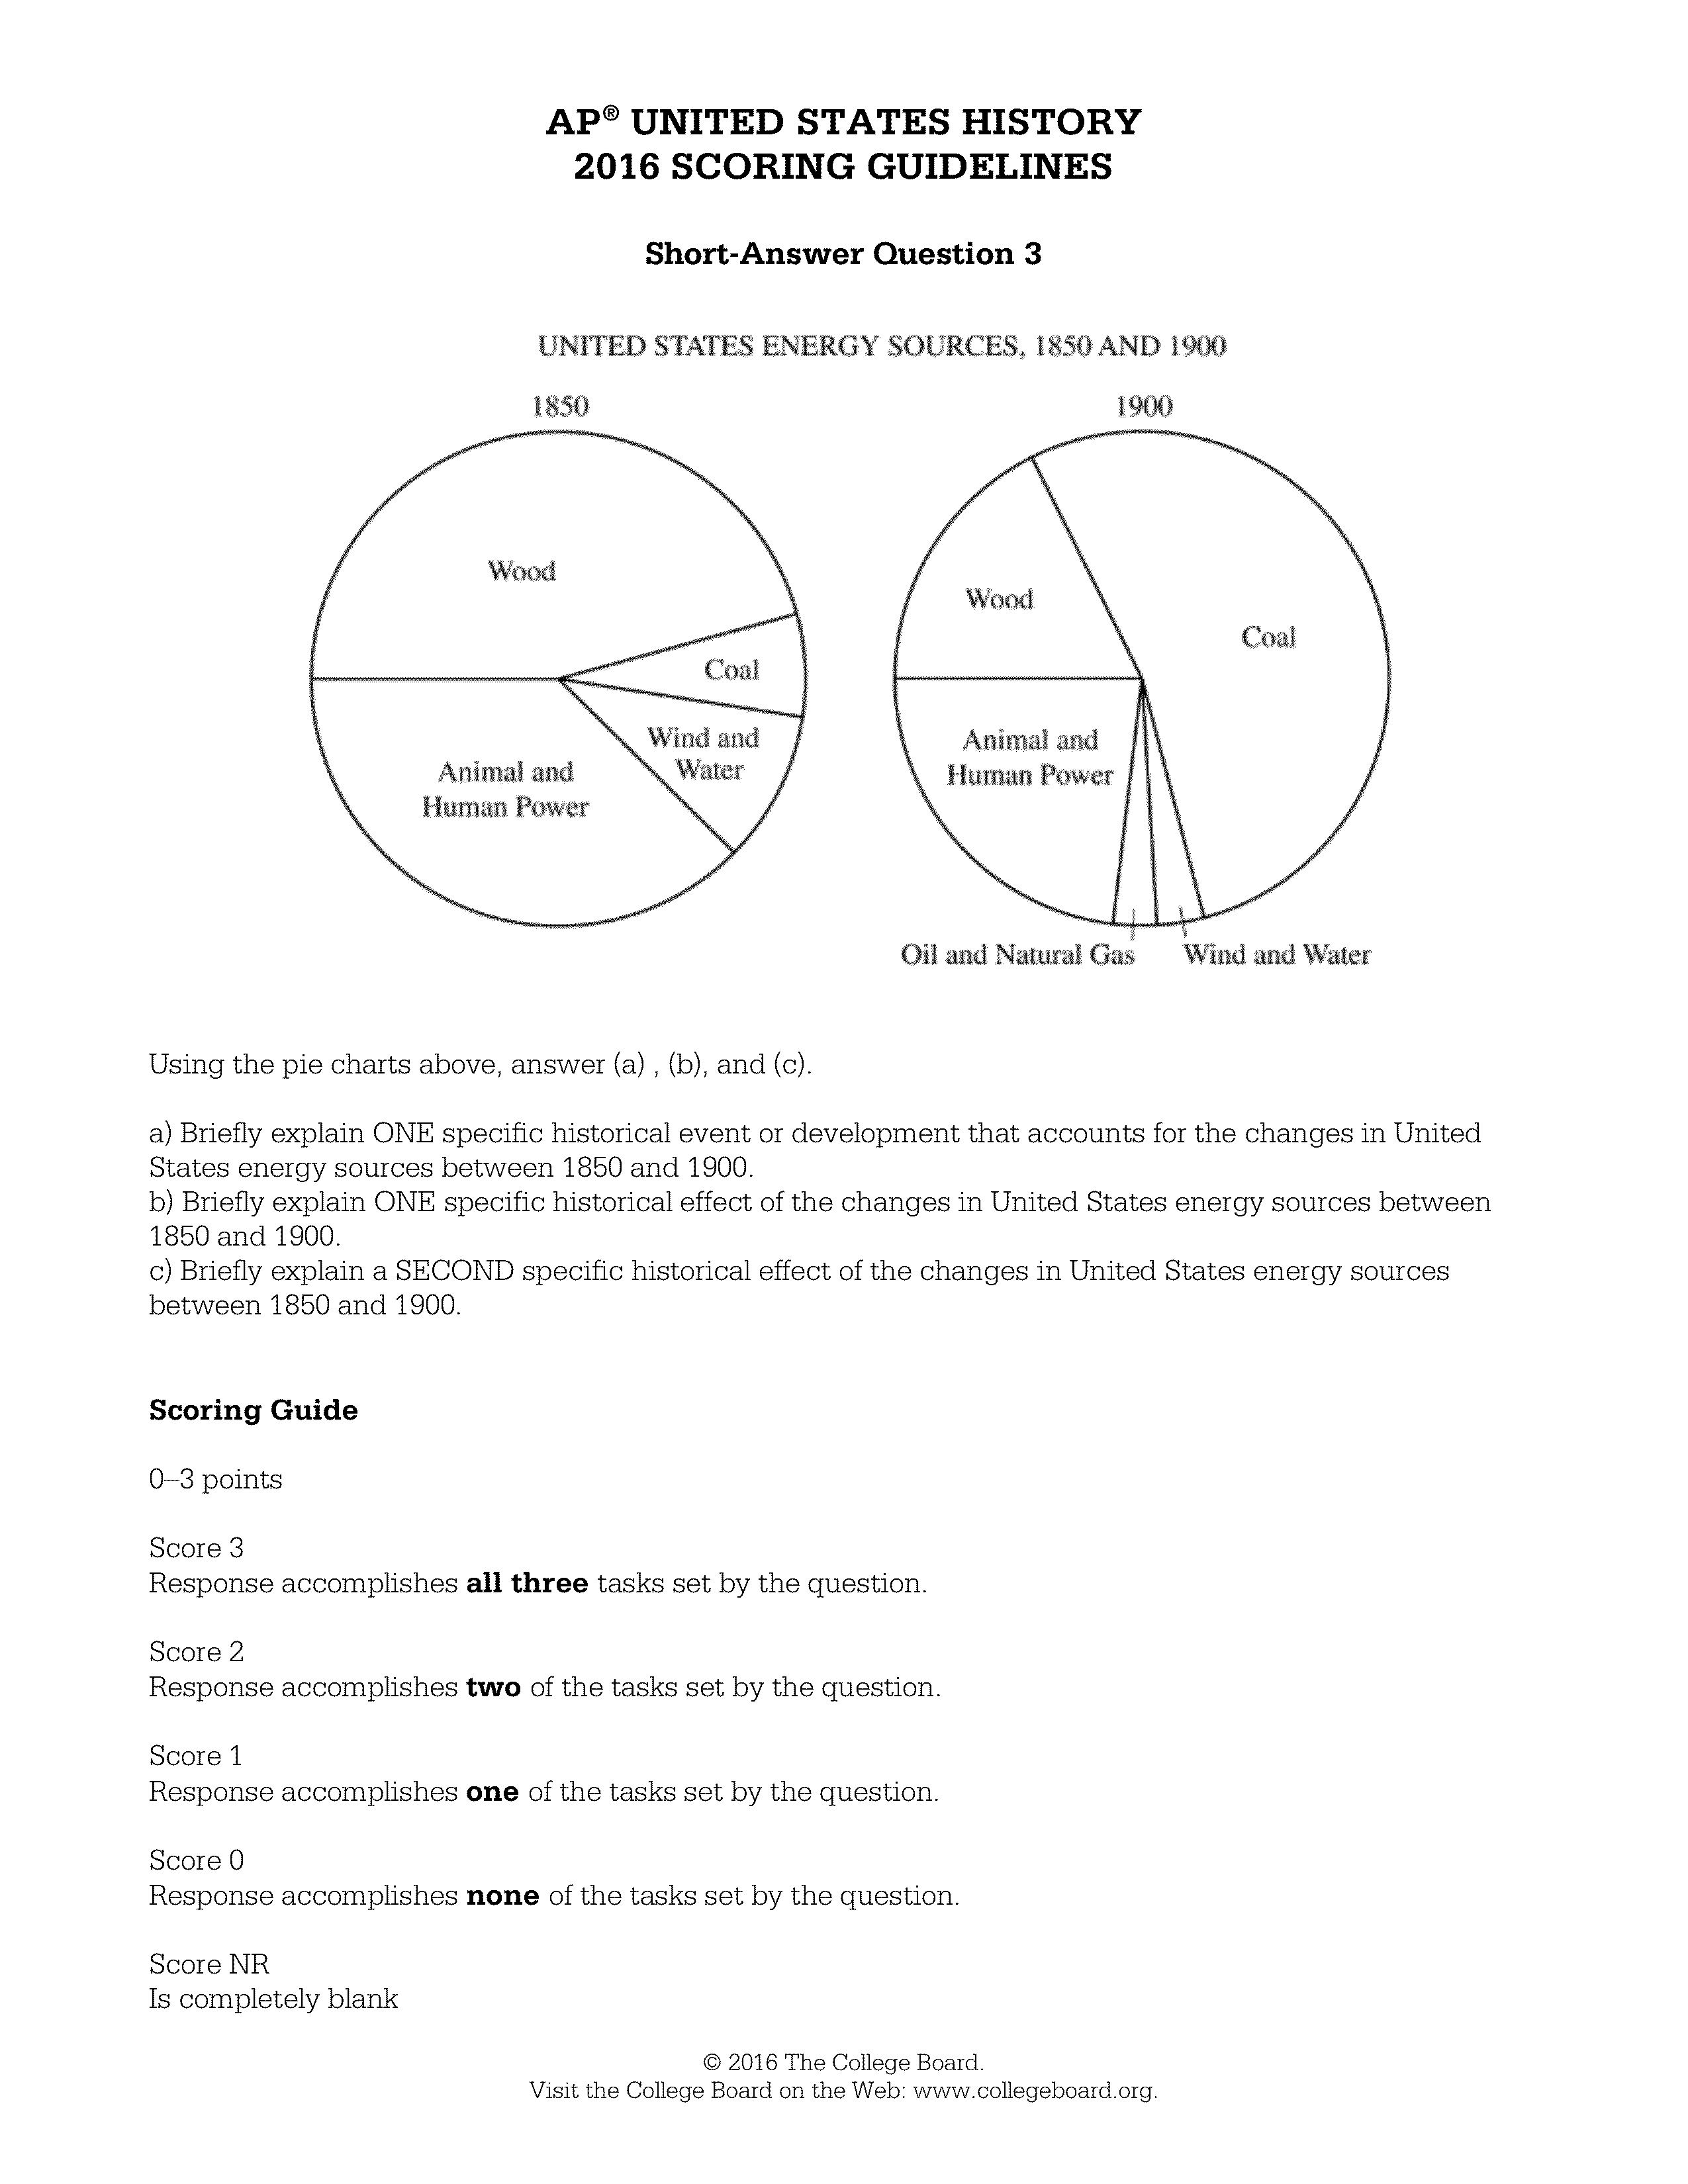 AP® UNITED STATES HISTORY
2016 SCORING GUIDELINES
Short-Answer Question 3
UNITED STATES ENERGY SOURCES, 1850 AND 1900
1850
1900
Wood
Coal
Wind and
Water
Animal and
Human Power
Wood
Coal
Animal and
Human Power
Oil and Natural Gas
Wind and Water
Using the pie charts above, answer (a) , (b), and (c).
a) Briefly explain ONE specific historical event or development that accounts for the changes in United
States energy sources between 1850 and 1900.
b) Briefly explain ONE specific historical effect of the changes in United States energy sources between
1850 and 1900.
c) Briefly explain a SECOND specific historical effect of the changes in United States energy sources
between 1850 and 1900.
Scoring Guide
0–3 points
Score 3
Response accomplishes all three tasks set by the question.
Score 2
Response accomplishes two of the tasks set by the question.
Score 1
Response accomplishes one of the tasks set by the question.
Score 0
Response accomplishes none of the tasks set by the question.
Score NR
Is completely blank
© 2016 The College Board.
Visit the College Board on the Web: www.collegeboard.org.